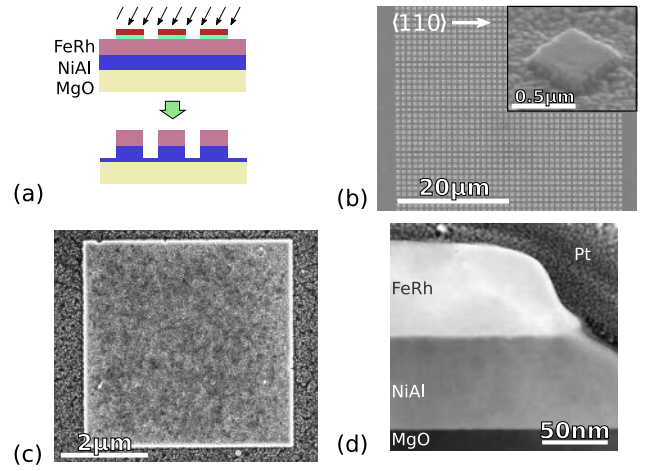 FeRh
NiAl
MgO
(a)
⟨110⟩
0.5μm
20μm
(b)
2μm
(c)
Pt
FeRh
NiAl
MgO
50nm
(d)